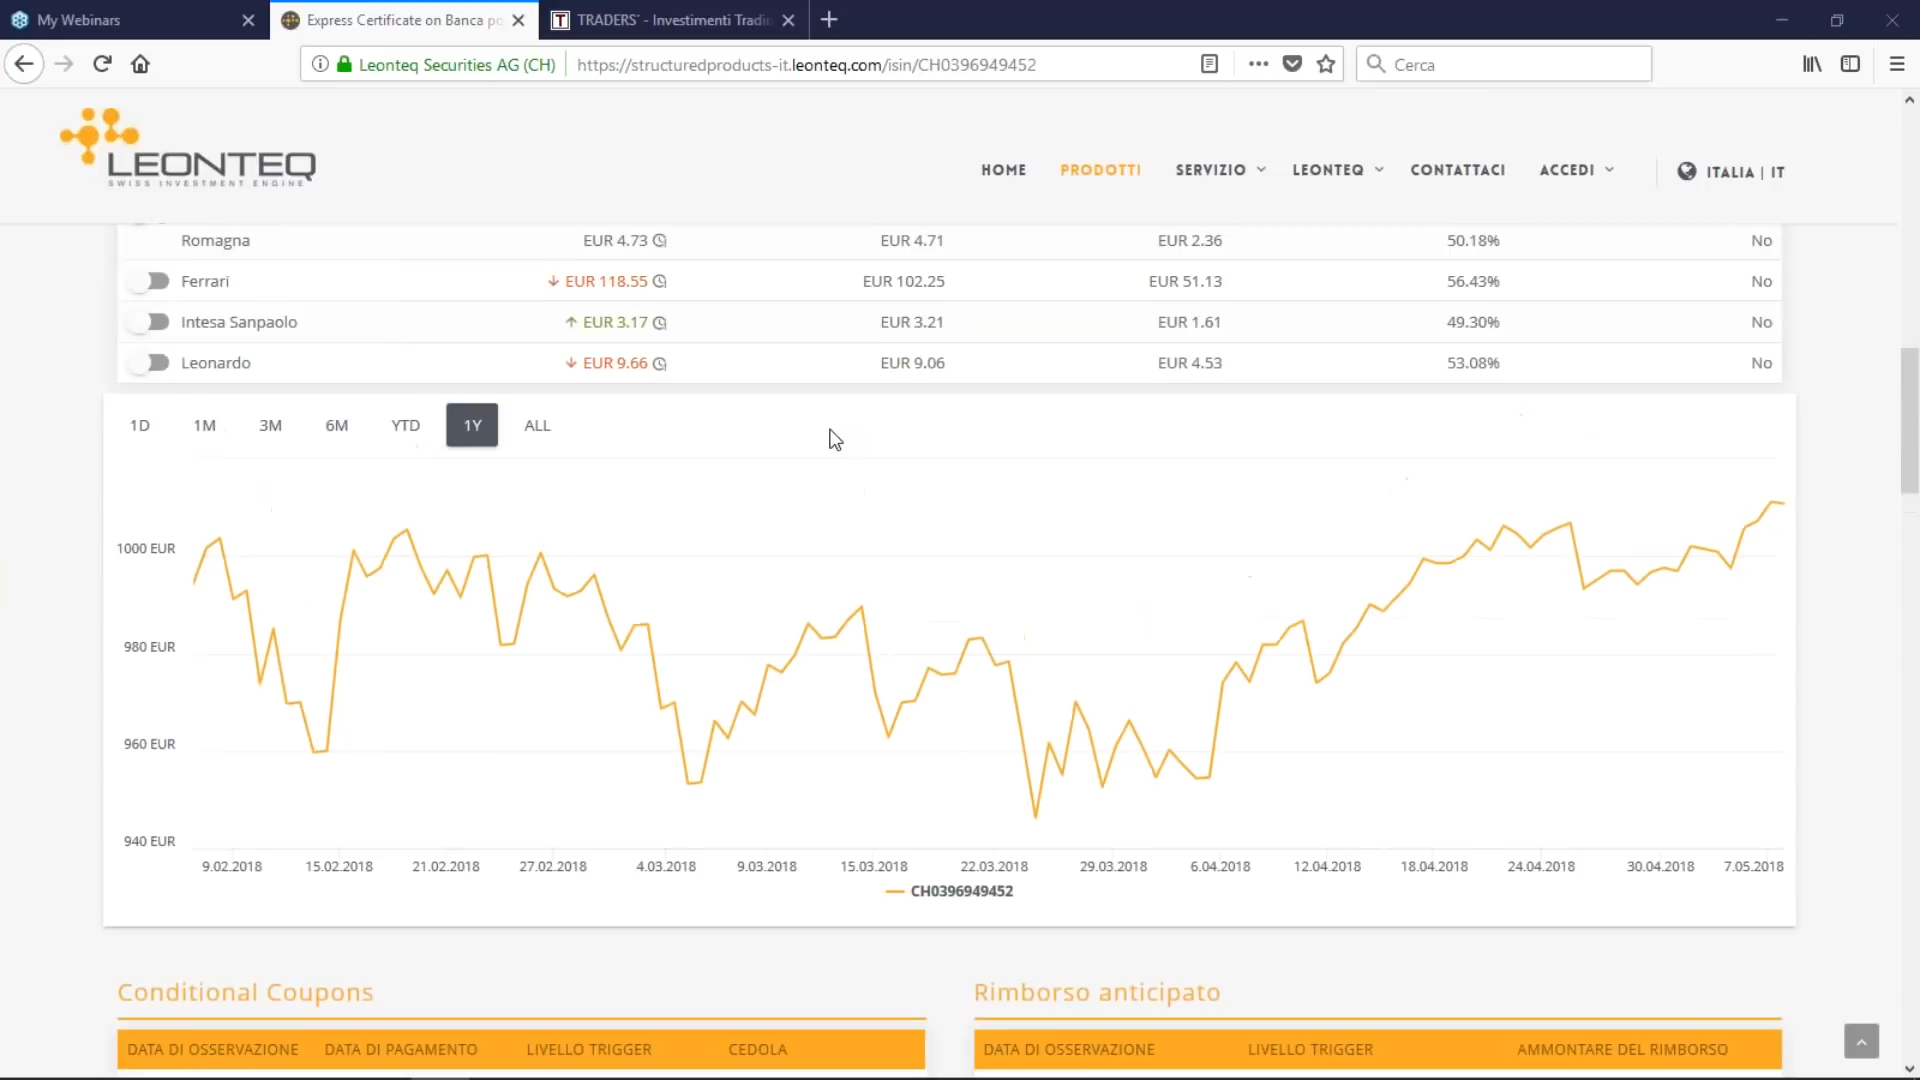 My Webinars
Express Certificate on Banca po
TRADERS´ - Investimenti Tradin
Leonteq Securities AG (CH)
https://structuredproducts-it.leonteq.com/isin/CH0396949452
Cerca
LEONTEQ
SWISS INVESTMENT ENGINE
HOME
PRODOTTI
SERVIZIO
LEONTEQ
CONTATTACI
ACCEDI
ITALIA | IT
Romagna EUR 4.73 EUR 4.71 EUR 2.36 50.18% No
Ferrari EUR 118.55 EUR 102.25 EUR 51.13 56.43% No
Intesa Sanpaolo EUR 3.17 EUR 3.21 EUR 1.61 49.30% No
Leonardo EUR 9.66 EUR 9.06 EUR 4.53 53.08% No
1D 1M 3M 6M YTD 1Y ALL
1000 EUR
980 EUR
960 EUR
940 EUR
9.02.2018 15.02.2018 21.02.2018 27.02.2018 4.03.2018 9.03.2018 15.03.2018 22.03.2018 29.03.2018 6.04.2018 12.04.2018 18.04.2018 24.04.2018 30.04.2018 7.05.2018
CH0396949452
Conditional Coupons
DATA DI OSSERVAZIONE DATA DI PAGAMENTO LIVELLO TRIGGER CEDOLA
Rimborso anticipato
DATA DI OSSERVAZIONE LIVELLO TRIGGER AMMONTARE DEL RIMBORSO